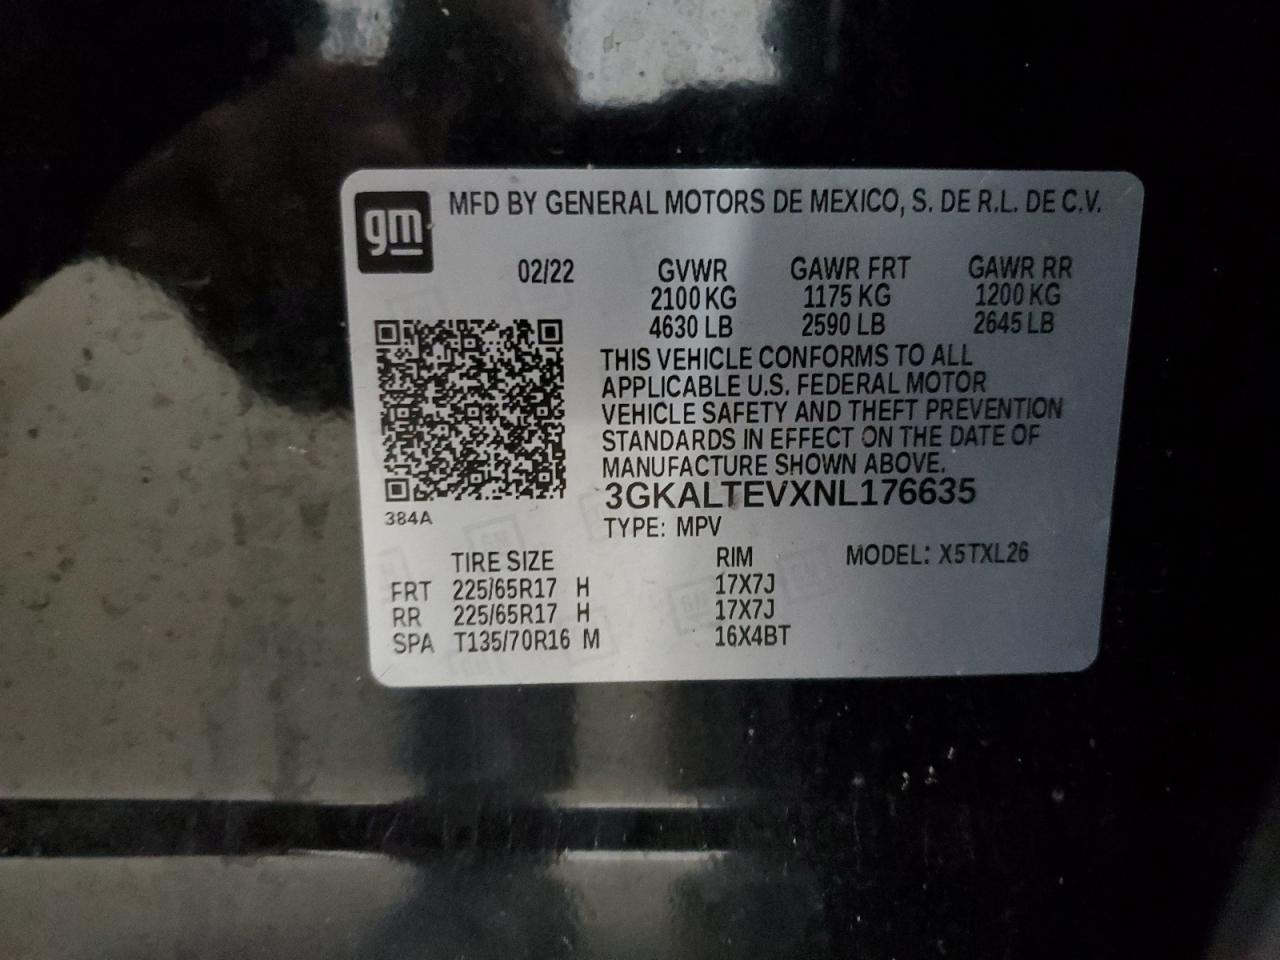 gm
MFD BY GENERAL MOTORS DE MEXICO, S. DE R.L. DE C.V.
02/22 GVWR GAWR FRT GAWR RR
2100 KG 1175 KG 1200 KG
4630 LB 2590 LB 2645 LB
THIS VEHICLE CONFORMS TO ALL
APPLICABLE U.S. FEDERAL MOTOR
VEHICLE SAFETY AND THEFT PREVENTION
STANDARDS IN EFFECT ON THE DATE OF
MANUFACTURE SHOWN ABOVE.
3GKALTEVXNL176635
384A
TYPE: MPV
TIRE SIZE RIM MODEL: X5TXL26
FRT 225/65R17 H 17X7J
RR 225/65R17 H 17X7J
SPA T135/70R16 M 16X4BT